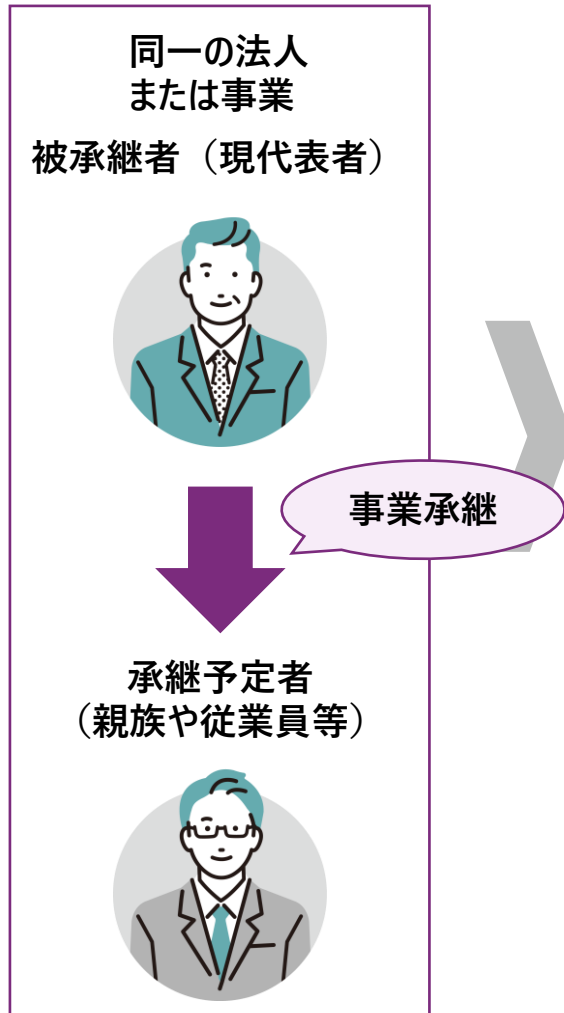 同一の法人
または事業
被承継者（現代表者）
事業承継
承継予定者
（親族や従業員等）